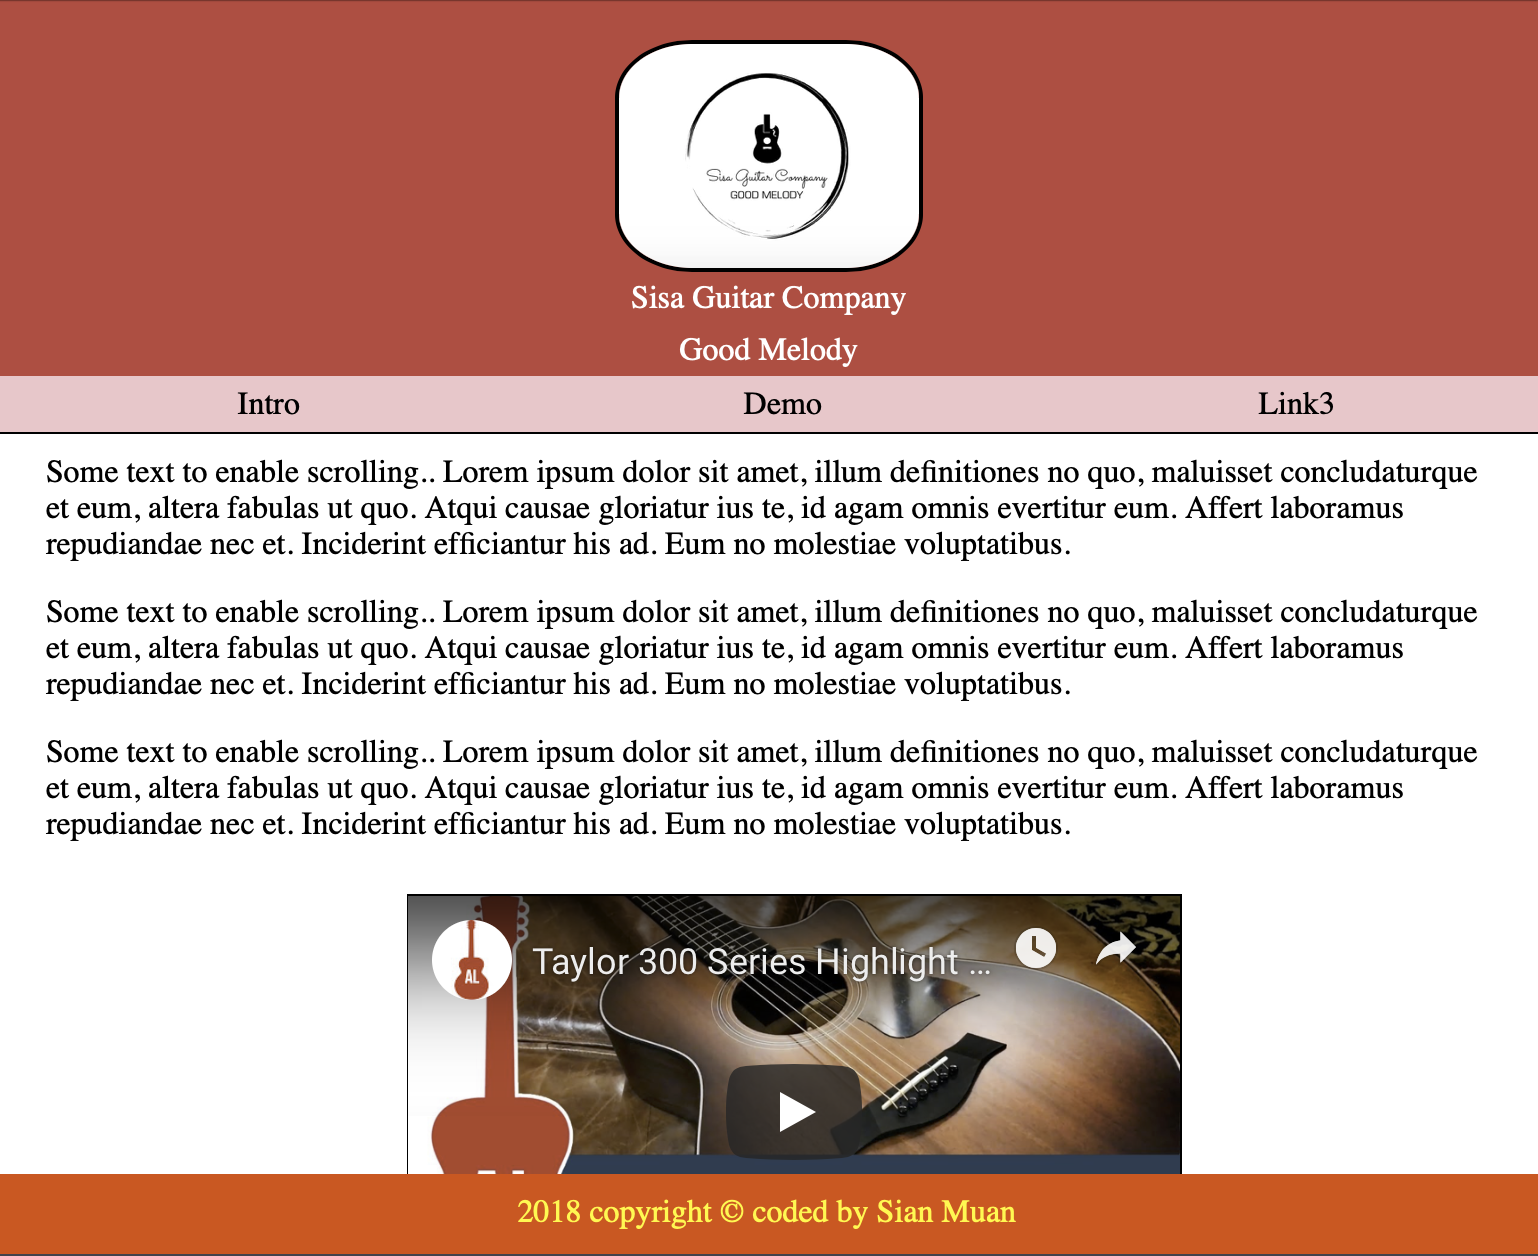 Sisa Guitar Company
GOOD MELODY
Sisa Guitar Company
Good Melody
Intro Demo Link3
Some text to enable scrolling.. Lorem ipsum dolor sit amet, illum definitiones no quo, maluisset concludaturque
et eum, altera fabulas ut quo. Atqui causae gloriatur ius te, id agam omnis evertitur eum. Affert laboramus
repudiandae nec et. Inciderint efficiantur his ad. Eum no molestiae voluptatibus.
Some text to enable scrolling.. Lorem ipsum dolor sit amet, illum definitiones no quo, maluisset concludaturque
et eum, altera fabulas ut quo. Atqui causae gloriatur ius te, id agam omnis evertitur eum. Affert laboramus
repudiandae nec et. Inciderint efficiantur his ad. Eum no molestiae voluptatibus.
Some text to enable scrolling.. Lorem ipsum dolor sit amet, illum definitiones no quo, maluisset concludaturque
et eum, altera fabulas ut quo. Atqui causae gloriatur ius te, id agam omnis evertitur eum. Affert laboramus
repudiandae nec et. Inciderint efficiantur his ad. Eum no molestiae voluptatibus.
AL
Taylor 300 Series Highlight ...
2018 copyright © coded by Sian Muan